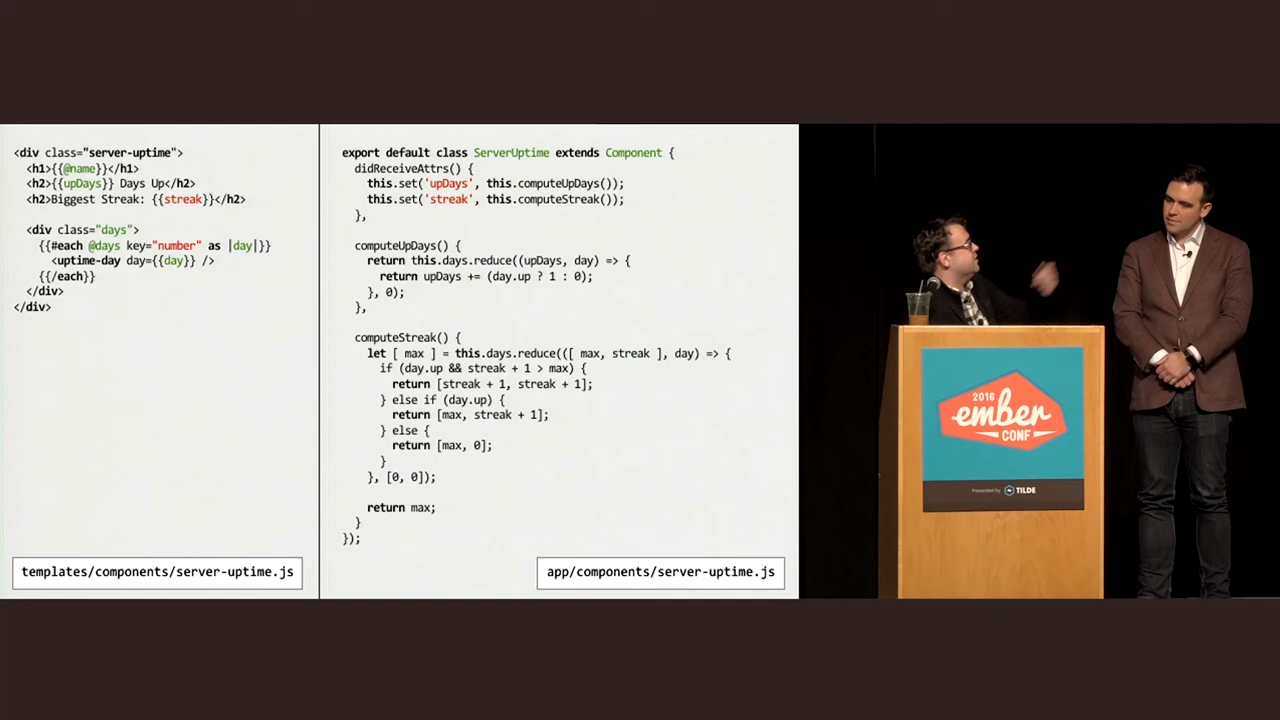 <div class="server-uptime">
  <h1>{{@name}}</h1>
  <h2>{{upDays}} Days Up</h2>
  <h2>Biggest Streak: {{streak}}</h2>

  <div class="days">
    {{#each @days key="number" as |day|}}
      <uptime-day day={{day}} />
    {{/each}}
  </div>
</div>
templates/components/server-uptime.js
export default class ServerUptime extends Component {
  didReceiveAttrs() {
    this.set('upDays', this.computeUpDays());
    this.set('streak', this.computeStreak());
  },

  computeUpDays() {
    return this.days.reduce((upDays, day) => {
      return upDays += (day.up ? 1 : 0);
    }, 0);
  },

  computeStreak() {
    let [ max ] = this.days.reduce(([ max, streak ], day) => {
      if (day.up && streak + 1 > max) {
        return [streak + 1, streak + 1];
      } else if (day.up) {
        return [max, streak + 1];
      } else {
        return [max, 0];
      }
    }, [0, 0]);

    return max;
  }
});
app/components/server-uptime.js
2016
ember
CONF
Presented by TILDE